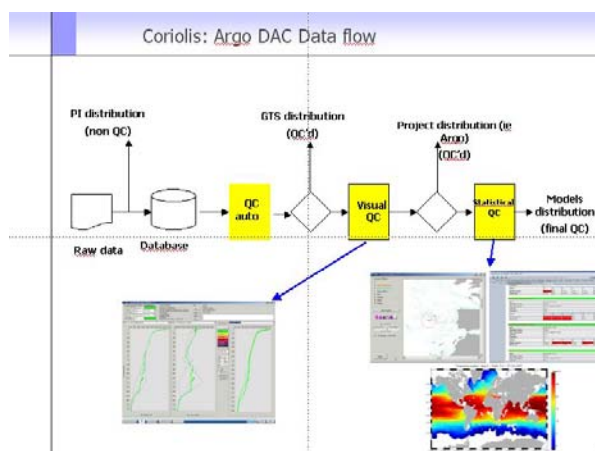 Coriolis: Argo DAC Data flow
PI distribution
(non QC)
GTS distribution
(QC'd)
Project distribution (ie
Argo)
(QC'd)
QC
auto
Visual
QC
Statistical
QC
Models
distribution
(final QC)
Raw data
Database